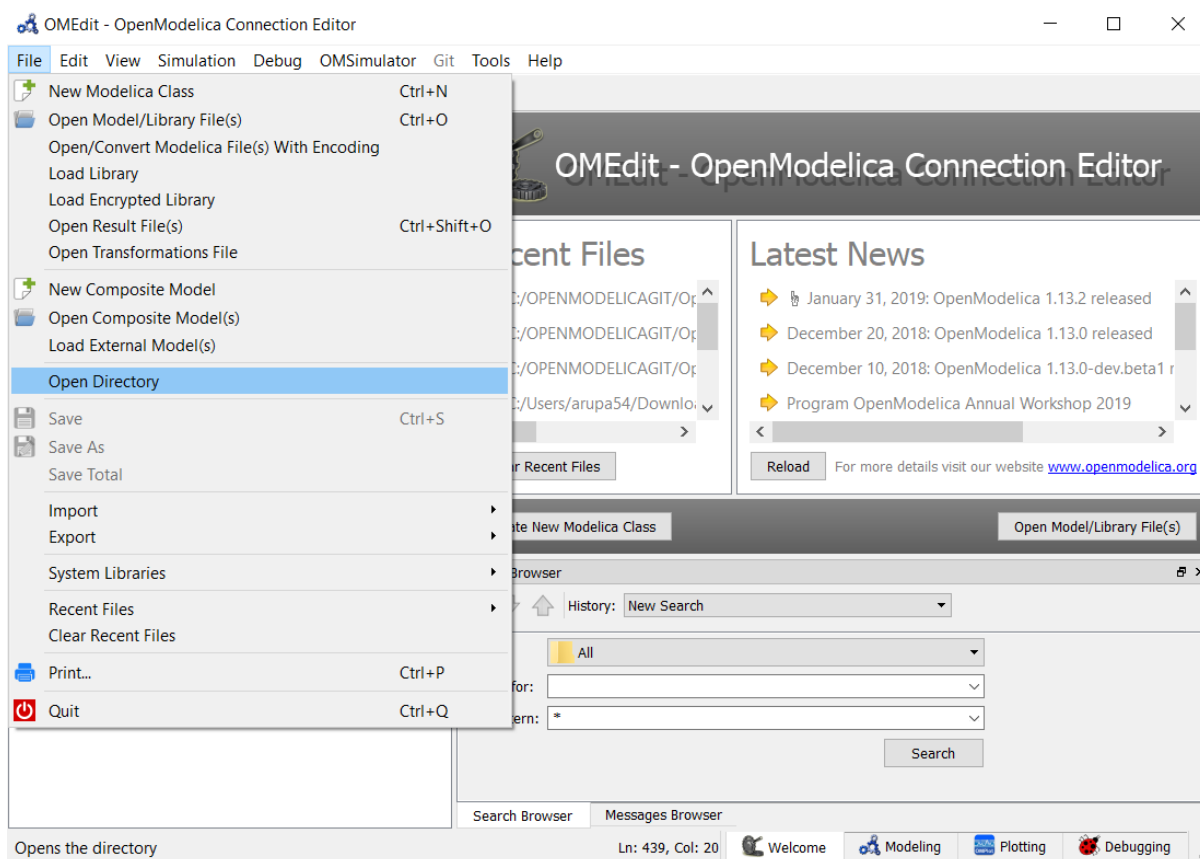 OMEdit - OpenModelica Connection Editor
File Edit View Simulation Debug OMSimulator Git Tools Help
New Modelica Class Ctrl+N
Open Model/Library File(s) Ctrl+O
Open/Convert Modelica File(s) With Encoding
Load Library
Load Encrypted Library
Open Result File(s) Ctrl+Shift+O
Open Transformations File
New Composite Model
Open Composite Model(s)
Load External Model(s)
Open Directory
Save Ctrl+S
Save As
Save Total
Import
Export
System Libraries
Recent Files
Clear Recent Files
Print... Ctrl+P
Quit Ctrl+Q
OMEdit - OpenModelica Connection Editor
cent Files
:/OPENMODELICAGIT/Op
:/OPENMODELICAGIT/Op
:/OPENMODELICAGIT/Op
:/Users/arupa54/Downlo
r Recent Files
Latest News
January 31, 2019: OpenModelica 1.13.2 released
December 20, 2018: OpenModelica 1.13.0 released
December 10, 2018: OpenModelica 1.13.0-dev.beta1 r
Program OpenModelica Annual Workshop 2019
Reload For more details visit our website www.openmodelica.org
ate New Modelica Class Open Model/Library File(s)
Browser
History: New Search
All
for:
ern: *
Search
Search Browser Messages Browser
Opens the directory Ln: 439, Col: 20 Welcome Modeling Plotting Debugging